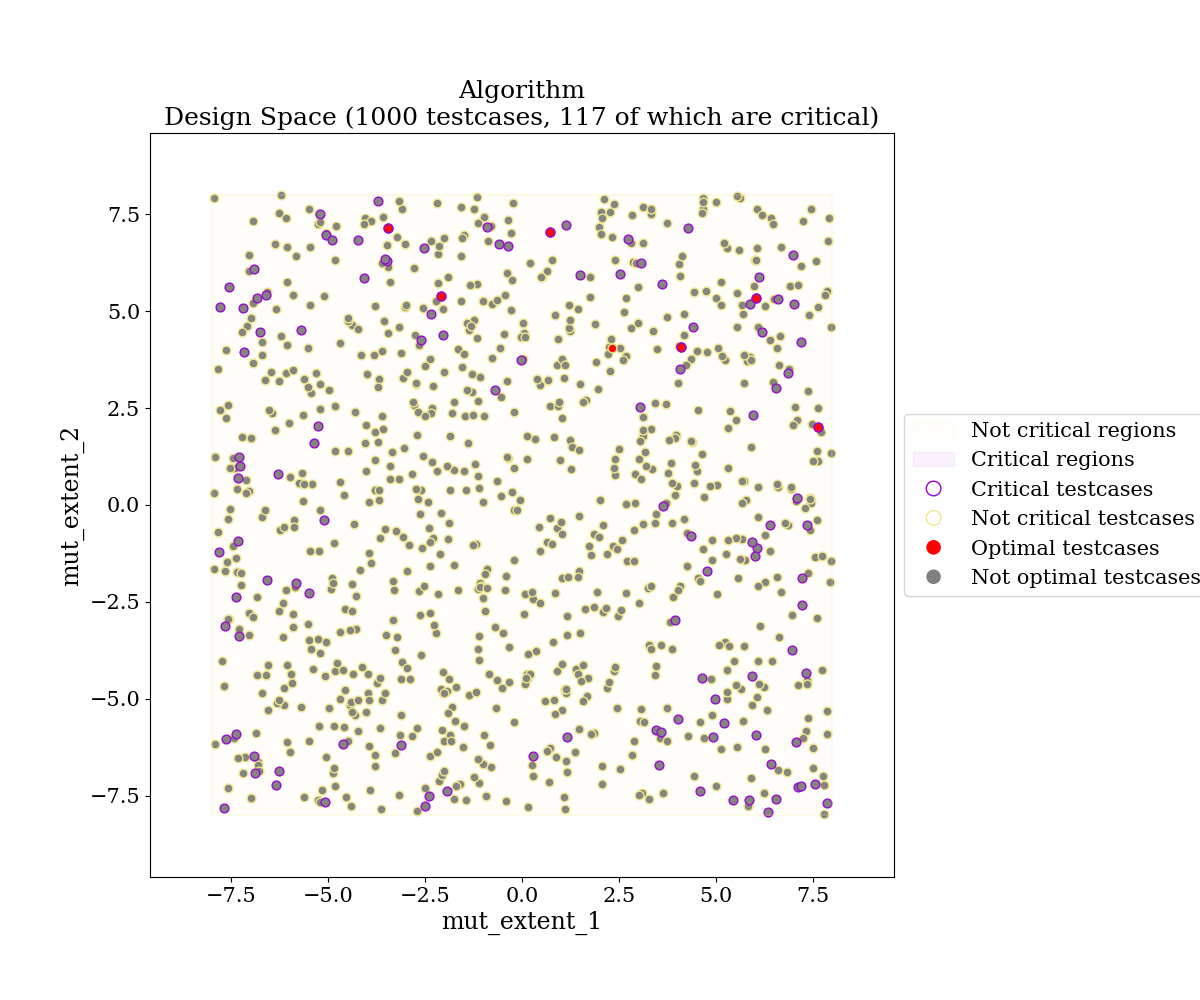 Algorithm
Design Space (1000 testcases, 117 of which are critical)
7.5
5.0
2.5
0.0
−2.5
−5.0
−7.5
mut_extent_2
−7.5
−5.0
−2.5
0.0
2.5
5.0
7.5
mut_extent_1
Not critical regions
Critical regions
Critical testcases
Not critical testcases
Optimal testcases
Not optimal testcases